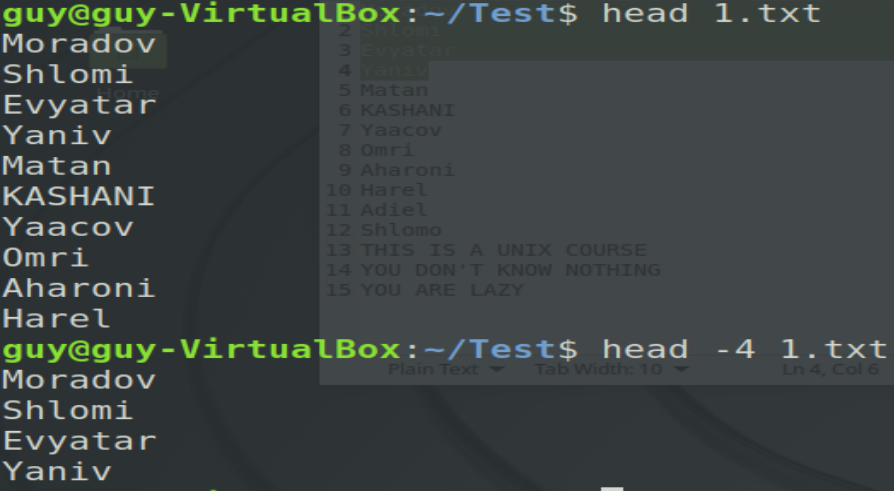 guy@guy-VirtualBox:~/Test$ head 1.txt
Moradov
Shlomi
Evyatar
Yaniv
Matan
KASHANI
Yaacov
Omri
Aharoni
Harel
guy@guy-VirtualBox:~/Test$ head -4 1.txt
Moradov
Shlomi
Evyatar
Yaniv
Home
2 Shlomi
3 Evyatar
4 Yaniv
5 Matan
6 KASHANI
7 Yaacov
8 Omri
9 Aharoni
10 Harel
11 Adiel
12 Shlomo
13 THIS IS A UNIX COURSE
14 YOU DON'T KNOW NOTHING
15 YOU ARE LAZY
Plain Text Tab Width: 10 Ln 4, Col 6